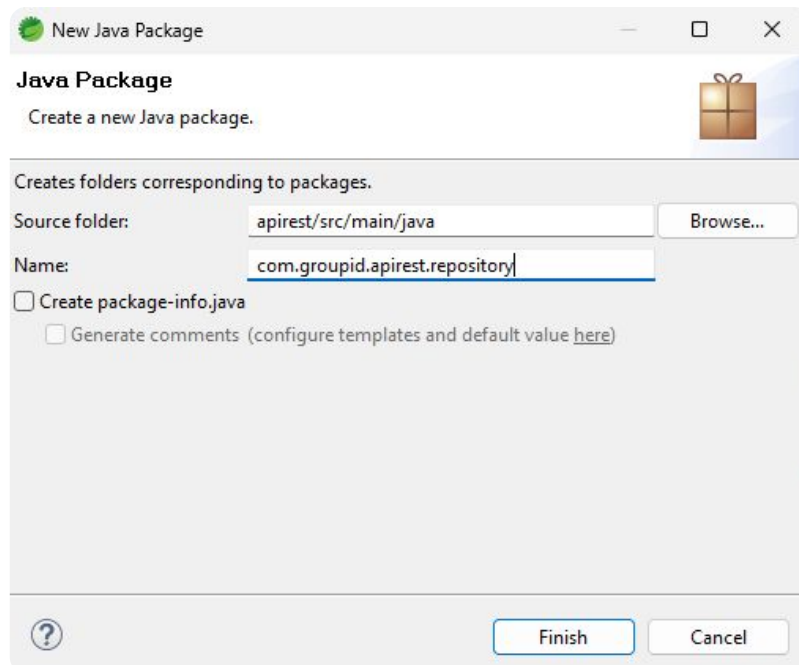 New Java Package
Java Package
Create a new Java package.
Creates folders corresponding to packages.
Source folder: apirest/src/main/java Browse...
Name: com.groupid.apirest.repository
Create package-info.java
Generate comments (configure templates and default value here)
? Finish Cancel